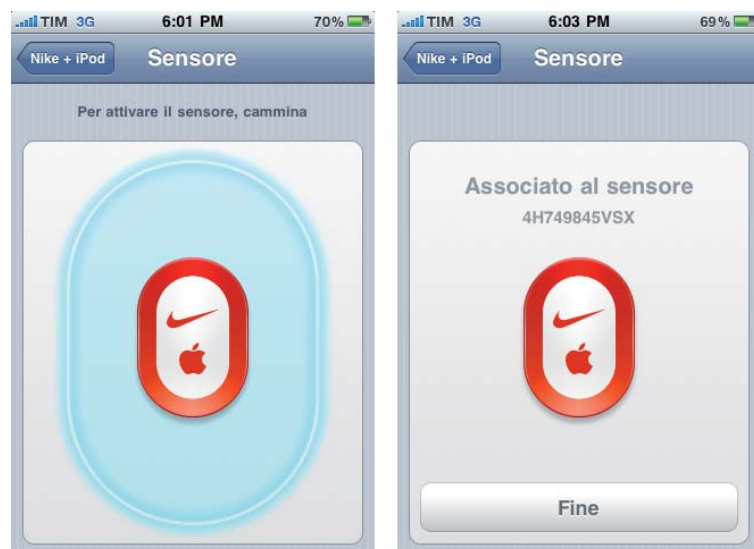 TIM 3G 6:01 PM 70%
Nike + iPod Sensore
Per attivare il sensore, cammina
TIM 3G 6:03 PM 69%
Nike + iPod Sensore
Associato al sensore
4H749845VSX
Fine